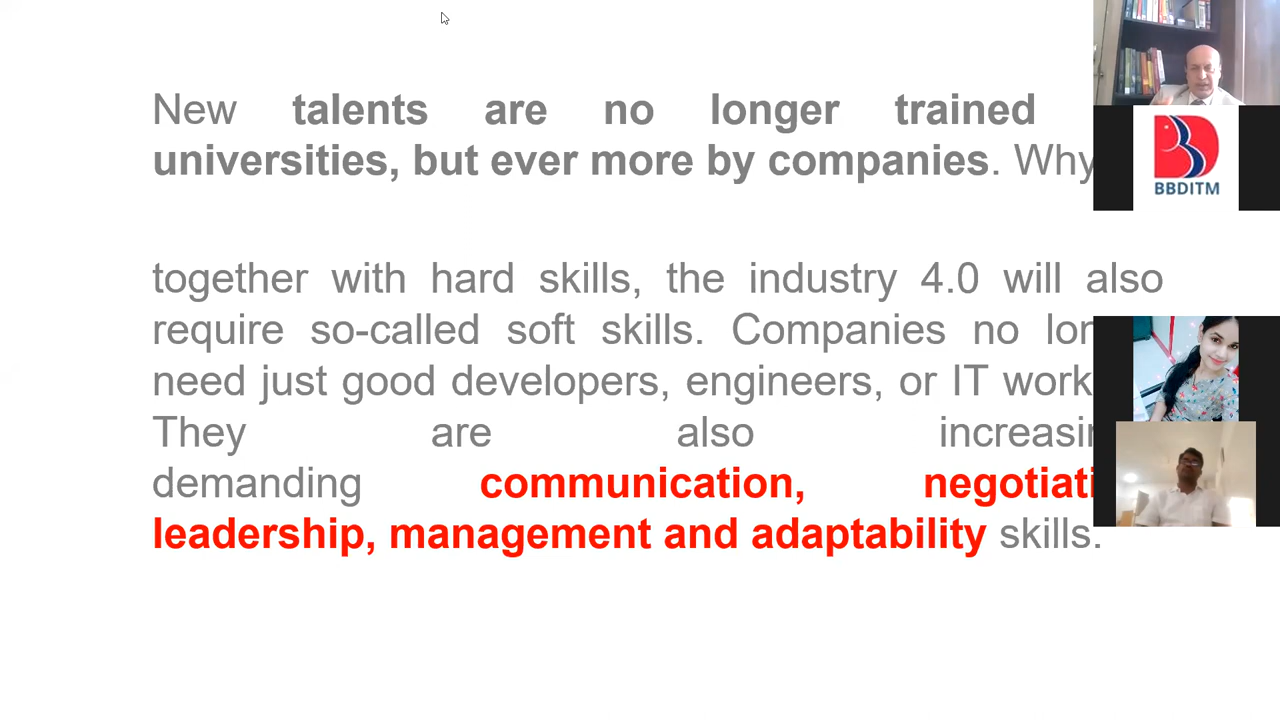 New talents are no longer trained
universities, but ever more by companies. Why
together with hard skills, the industry 4.0 will also
require so-called soft skills. Companies no
need just good developers, engineers, or IT
They are also
demanding communication,
leadership, management and adaptability skills.
BBDITM